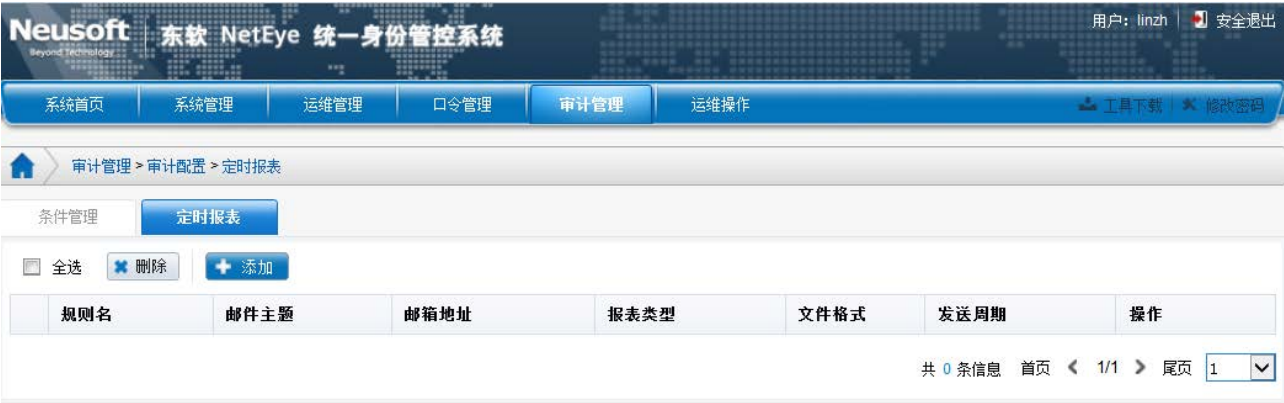 Neusoft 东软 NetEye 统一身份管控系统 用户：linzh 安全退出
Beyond Technology
系统首页 系统管理 运维管理 口令管理 审计管理 运维操作 工具下载 修改密码
审计管理 > 审计配置 > 定时报表
条件管理 定时报表
全选 删除 添加
规则名 邮件主题 邮箱地址 报表类型 文件格式 发送周期 操作
共 0 条信息 首页 1/1 尾页 1